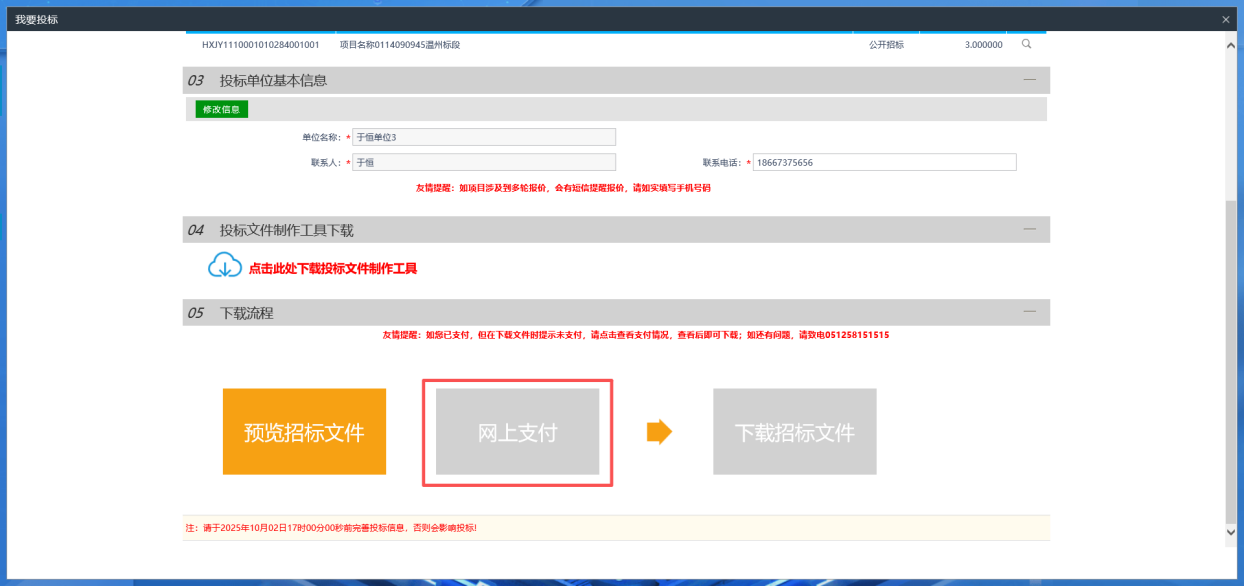 我要投标
HXJY1110001010284001001 项目名称0114090945温州标段 公开招标 3.000000
03 投标单位基本信息
修改信息
单位名称：* 于恒单位3
联系人：* 于恒 联系电话：* 18667375656
友情提醒：如项目涉及到多轮报价，会有短信提醒报价，请如实填写手机号码
04 投标文件制作工具下载
点击此处下载投标文件制作工具
05 下载流程
友情提醒：如您已支付，但在下载文件时提示未支付，请点击查看支付情况，查看后即可下载；如还有问题，请致电051258151515
预览招标文件 网上支付 下载招标文件
注：请于2025年10月02日17时00分00秒前完善投标信息，否则会影响投标!